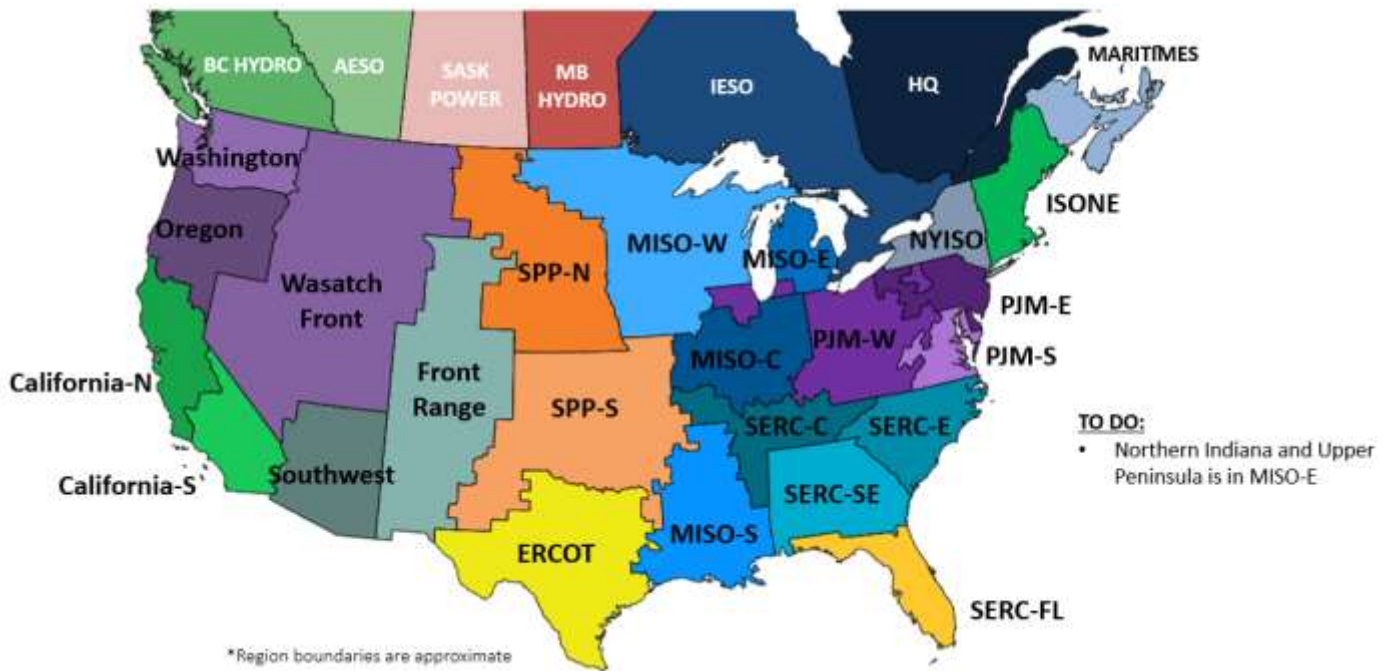 BC HYDRO
AESO
SASK
POWER
MB
HYDRO
IESO
HQ
MARITIMES
Washington
Oregon
Wasatch
Front
SPP-N
MISO-W
MISO-E
NYISO
ISONE
PJM-E
PJM-W
PJM-S
MISO-C
California-N
Front
Range
SPP-S
SERC-C
SERC-E
California-S
Southwest
SERC-SE
MISO-S
ERCOT
SERC-FL
TO DO:
• Northern Indiana and Upper
Peninsula is in MISO-E
*Region boundaries are approximate